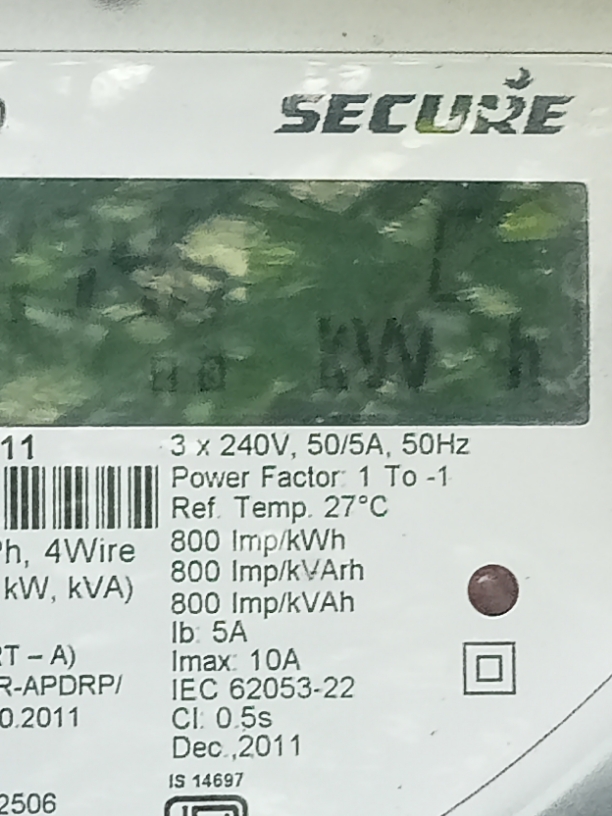 SECURE
kW h
11
3 x 240V, 50/5A, 50Hz
Power Factor: 1 To -1
Ref. Temp. 27°C
h, 4Wire
800 Imp/kWh
800 Imp/kVArh
kW, kVA)
800 Imp/kVAh
Ib: 5A
RT – A)
Imax: 10A
R-APDRP/
IEC 62053-22
0.2011
Cl: 0.5s
Dec.,2011
IS 14697
2506